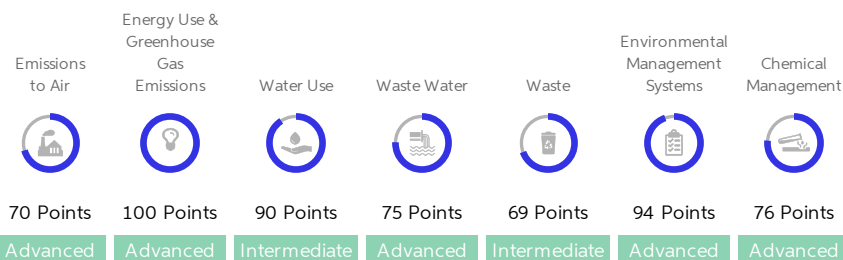 Emissions
to Air
Energy Use &
Greenhouse
Gas
Emissions
Water Use
Waste Water
Waste
Environmental
Management
Systems
Chemical
Management
70 Points
100 Points
90 Points
75 Points
69 Points
94 Points
76 Points
Advanced
Advanced
Intermediate
Advanced
Intermediate
Advanced
Advanced